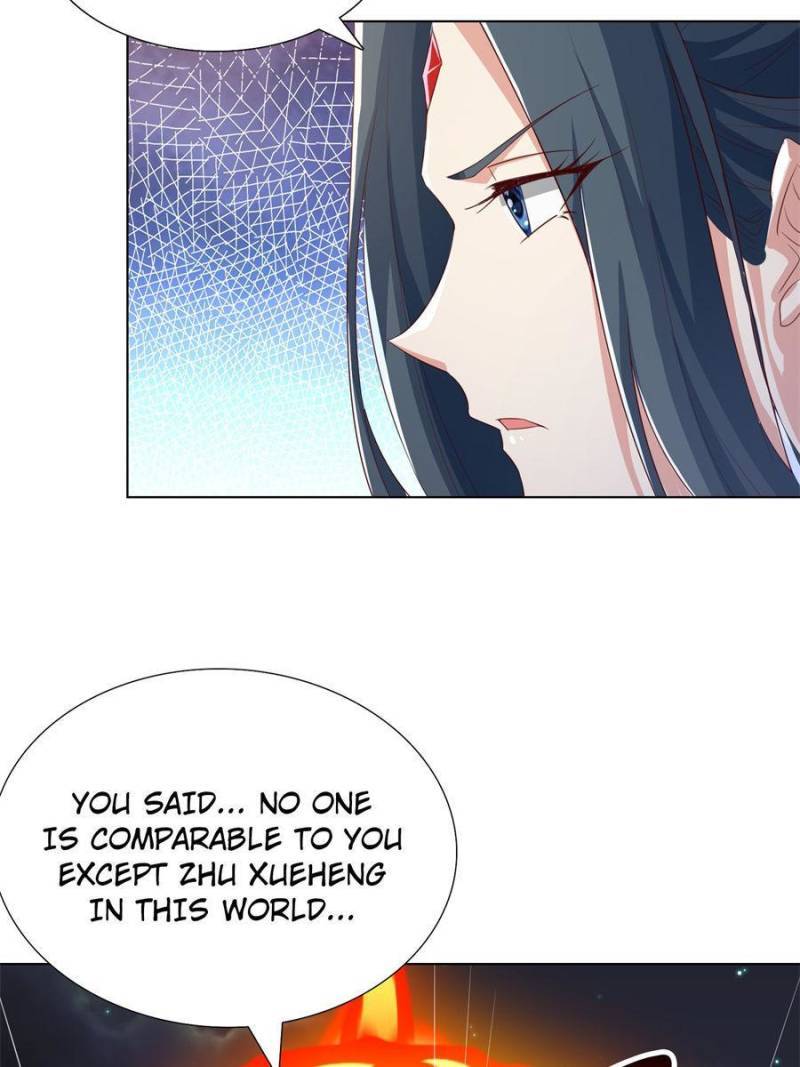 YOU SAID... NO ONE
IS COMPARABLE TO YOU
EXCEPT ZHU XUEHENG
IN THIS WORLD...